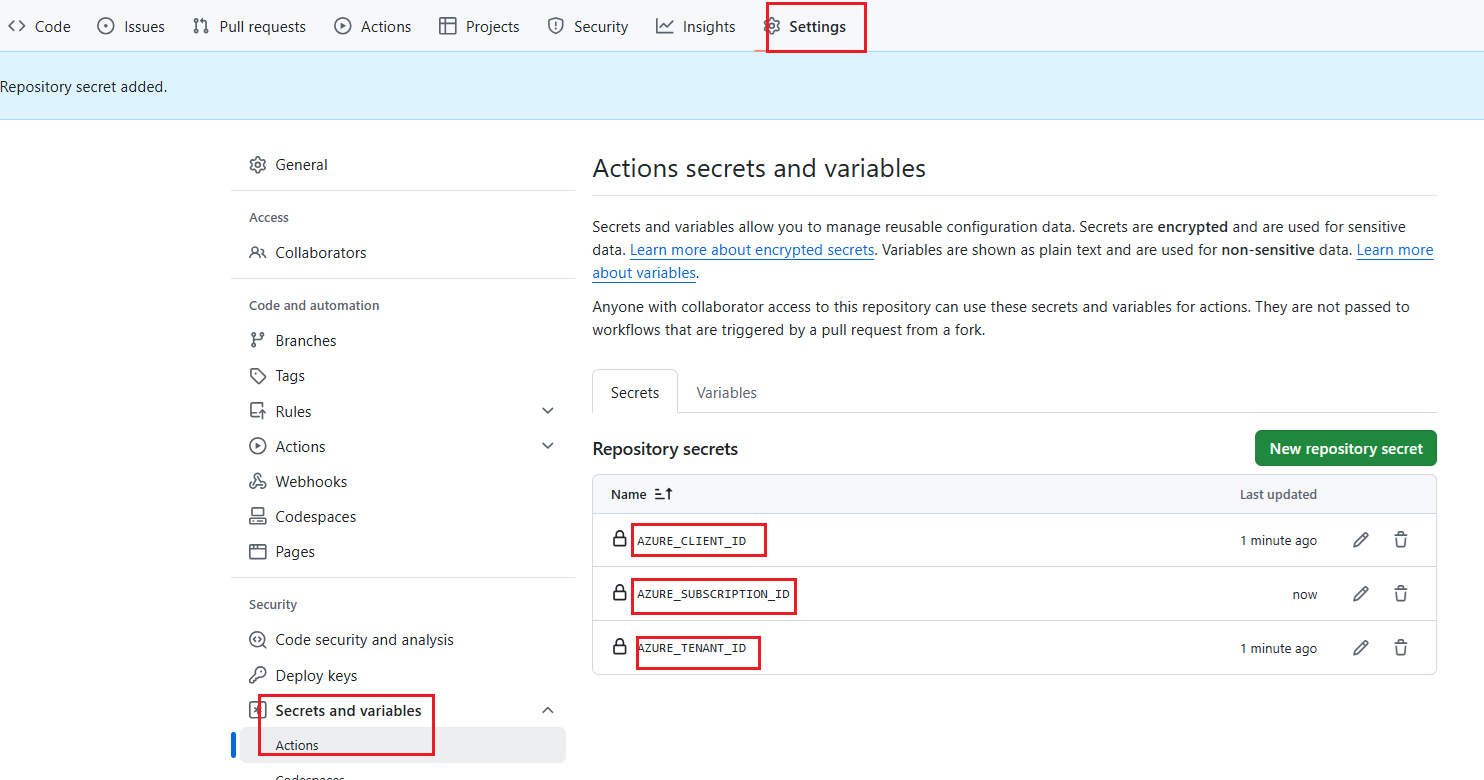 Code Issues Pull requests Actions Projects Security Insights Settings
Repository secret added.
General
Access
Collaborators
Code and automation
Branches
Tags
Rules
Actions
Webhooks
Codespaces
Pages
Security
Code security and analysis
Deploy keys
Secrets and variables
Actions
Codespaces
Actions secrets and variables
Secrets and variables allow you to manage reusable configuration data. Secrets are encrypted and are used for sensitive
data. Learn more about encrypted secrets. Variables are shown as plain text and are used for non-sensitive data. Learn more
about variables.
Anyone with collaborator access to this repository can use these secrets and variables for actions. They are not passed to
workflows that are triggered by a pull request from a fork.
Secrets Variables
Repository secrets New repository secret
Name Last updated
AZURE_CLIENT_ID 1 minute ago
AZURE_SUBSCRIPTION_ID now
AZURE_TENANT_ID 1 minute ago